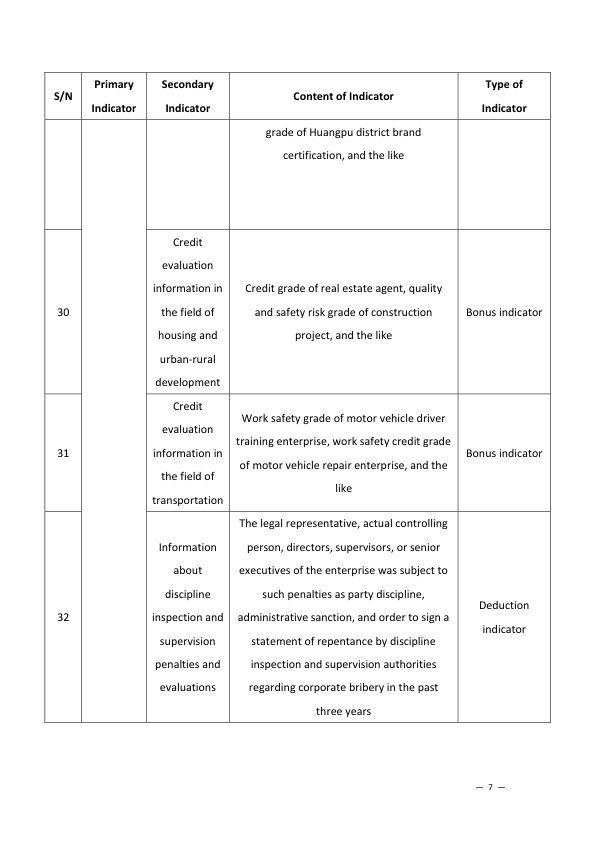 S/N
Primary
Indicator
Secondary
Indicator
Content of Indicator
Type of
Indicator
grade of Huangpu district brand
certification, and the like
30
Credit
evaluation
information in
the field of
housing and
urban-rural
development
Credit grade of real estate agent, quality
and safety risk grade of construction
project, and the like
Bonus indicator
31
Credit
evaluation
information in
the field of
transportation
Work safety grade of motor vehicle driver
training enterprise, work safety credit grade
of motor vehicle repair enterprise, and the
like
Bonus indicator
32
Information
about
discipline
inspection and
supervision
penalties and
evaluations
The legal representative, actual controlling
person, directors, supervisors, or senior
executives of the enterprise was subject to
such penalties as party discipline,
administrative sanction, and order to sign a
statement of repentance by discipline
inspection and supervision authorities
regarding corporate bribery in the past
three years
Deduction
indicator
— 7 —